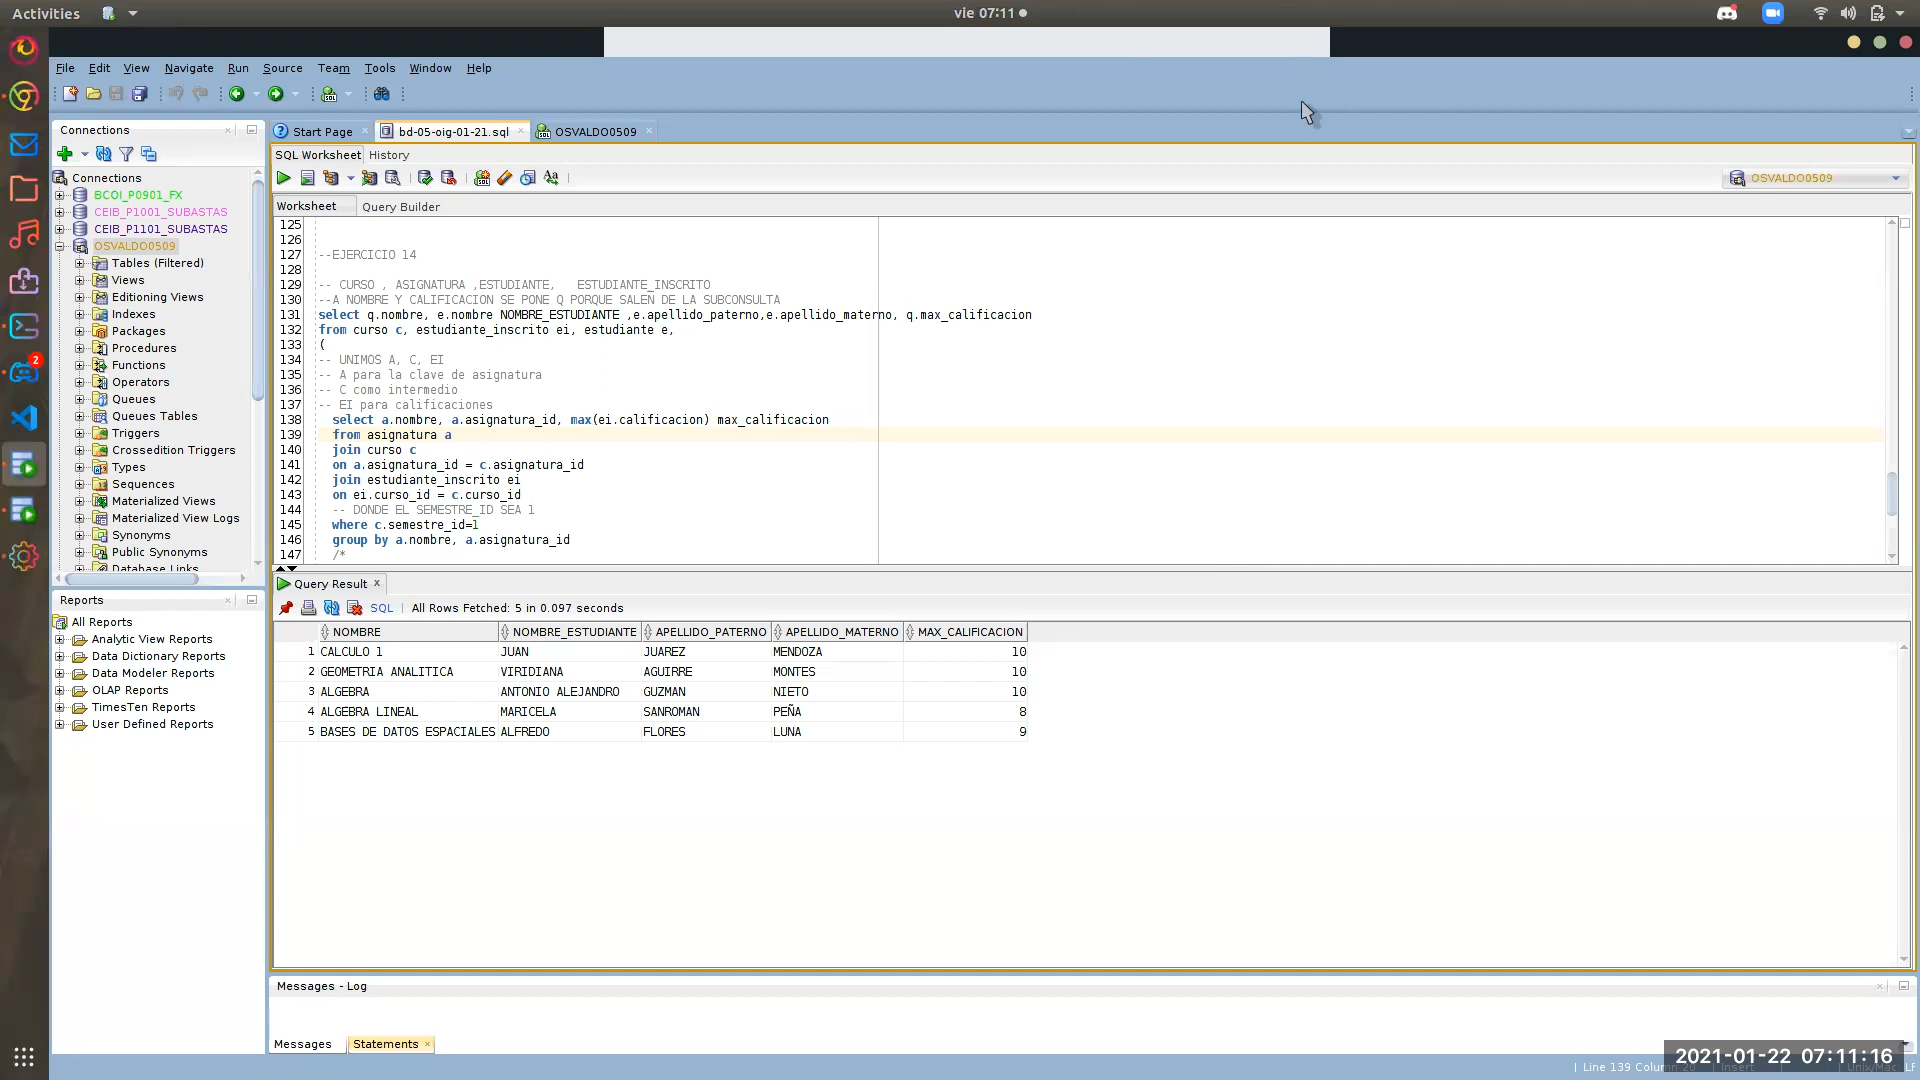 Activities
vie 07:11
File Edit View Navigate Run Source Team Tools Window Help
Connections
Start Page
bd-05-oig-01-21.sql
OSVALDO0509
SQL Worksheet History
OSVALDO0509
Worksheet Query Builder
Connections
BCOI_P0901_FX
CEIB_P1001_SUBASTAS
CEIB_P1101_SUBASTAS
OSVALDO0509
Tables (Filtered)
Views
Editioning Views
Indexes
Packages
Procedures
Functions
Operators
Queues
Queues Tables
Triggers
Crossedition Triggers
Types
Sequences
Materialized Views
Materialized View Logs
Synonyms
Public Synonyms
Database Links
2
125
126
127 --EJERCICIO 14
128
129 -- CURSO , ASIGNATURA ,ESTUDIANTE,   ESTUDIANTE_INSCRITO
130 --A NOMBRE Y CALIFICACION SE PONE Q PORQUE SALEN DE LA SUBCONSULTA
131 select q.nombre, e.nombre NOMBRE_ESTUDIANTE ,e.apellido_paterno,e.apellido_materno, q.max_calificacion
132 from curso c, estudiante_inscrito ei, estudiante e,
133 (
134 -- UNIMOS A, C, EI
135 -- A para la clave de asignatura
136 -- C como intermedio
137 -- EI para calificaciones
138 select a.nombre, a.asignatura_id, max(ei.calificacion) max_calificacion
139 from asignatura a
140 join curso c
141 on a.asignatura_id = c.asignatura_id
142 join estudiante_inscrito ei
143 on ei.curso_id = c.curso_id
144 -- DONDE EL SEMESTRE_ID SEA 1
145 where c.semestre_id=1
146 group by a.nombre, a.asignatura_id
147 /*
Query Result
SQL | All Rows Fetched: 5 in 0.097 seconds
NOMBRE NOMBRE_ESTUDIANTE APELLIDO_PATERNO APELLIDO_MATERNO MAX_CALIFICACION
1 CALCULO 1 JUAN JUAREZ MENDOZA 10
2 GEOMETRIA ANALITICA VIRIDIANA AGUIRRE MONTES 10
3 ALGEBRA ANTONIO ALEJANDRO GUZMAN NIETO 10
4 ALGEBRA LINEAL MARICELA SANROMAN PEÑA 8
5 BASES DE DATOS ESPACIALES ALFREDO FLORES LUNA 9
Reports
All Reports
Analytic View Reports
Data Dictionary Reports
Data Modeler Reports
OLAP Reports
TimesTen Reports
User Defined Reports
Messages - Log
Messages Statements
2021-01-22 07:11:16
Line 139 Column 20 | Insert | Unix/Mac: LF